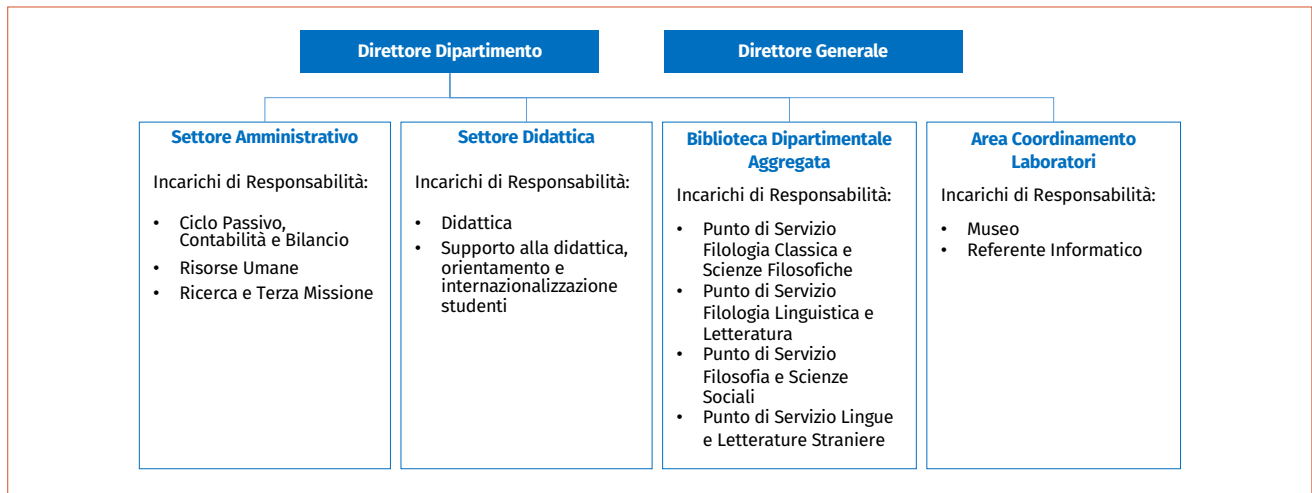 Direttore Dipartimento
Direttore Generale
Settore Amministrativo
Incarichi di Responsabilità:
• Ciclo Passivo,
Contabilità e Bilancio
• Risorse Umane
• Ricerca e Terza Missione
Settore Didattica
Incarichi di Responsabilità:
• Didattica
• Supporto alla didattica,
orientamento e
internazionalizzazione
studenti
Biblioteca Dipartimentale
Aggregata
Incarichi di Responsabilità:
• Punto di Servizio
Filologia Classica e
Scienze Filosofiche
• Punto di Servizio
Filologia Linguistica e
Letteratura
• Punto di Servizio
Filosofia e Scienze
Sociali
• Punto di Servizio Lingue
e Letterature Straniere
Area Coordinamento
Laboratori
Incarichi di Responsabilità:
• Museo
• Referente Informatico